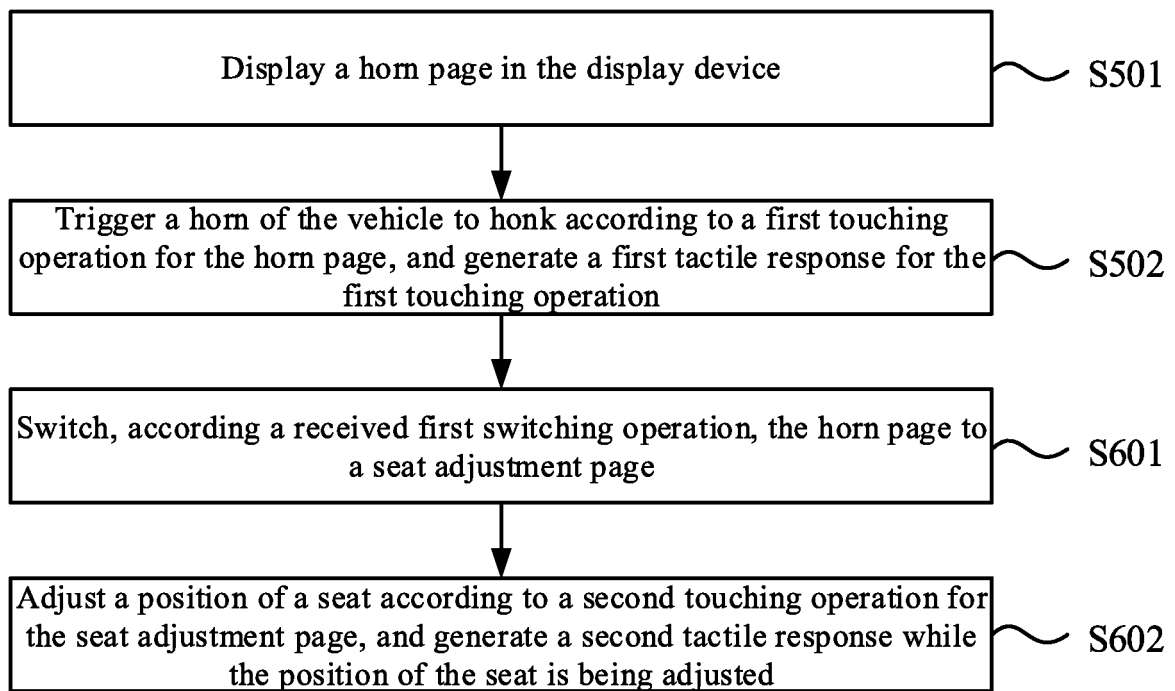 Display a horn page in the display device
S501
Trigger a horn of the vehicle to honk according to a first touching
operation for the horn page, and generate a first tactile response for the
first touching operation
S502
Switch, according a received first switching operation, the horn page to
a seat adjustment page
S601
Adjust a position of a seat according to a second touching operation for
the seat adjustment page, and generate a second tactile response while
the position of the seat is being adjusted
S602